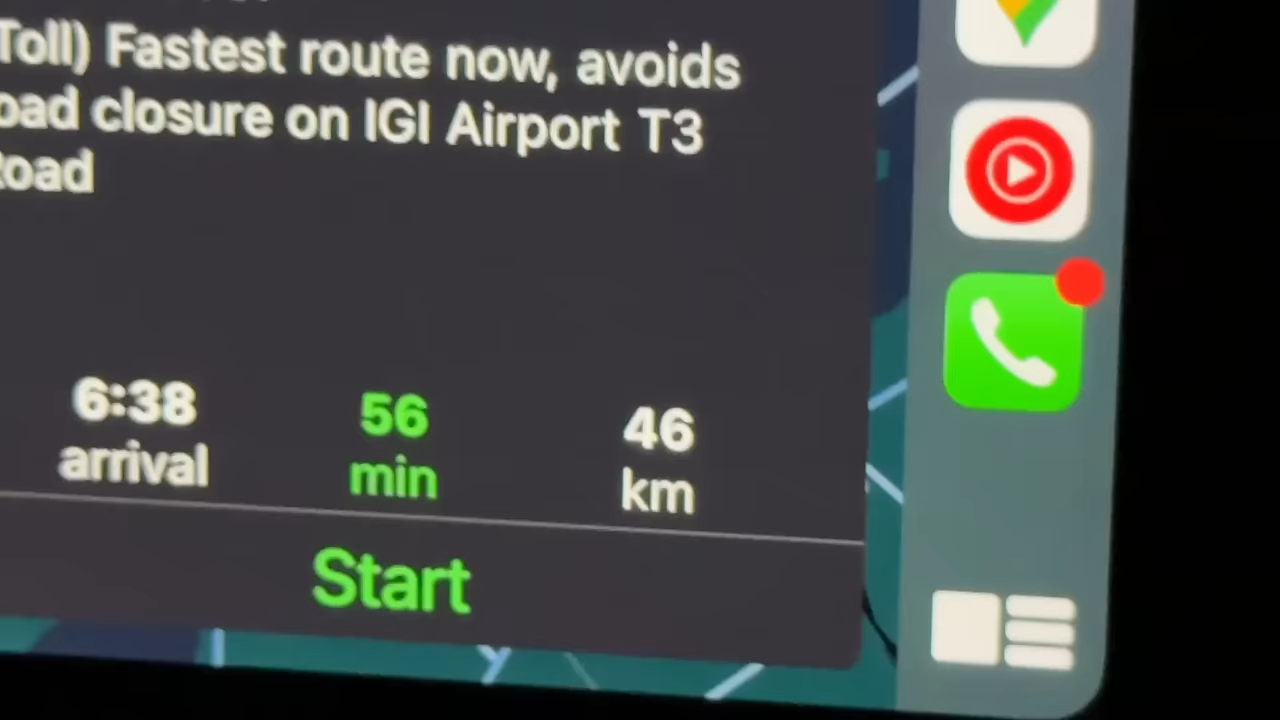 Toll) Fastest route now, avoids
oad closure on IGI Airport T3
Road
6:38
56
46
arrival
min
km
Start